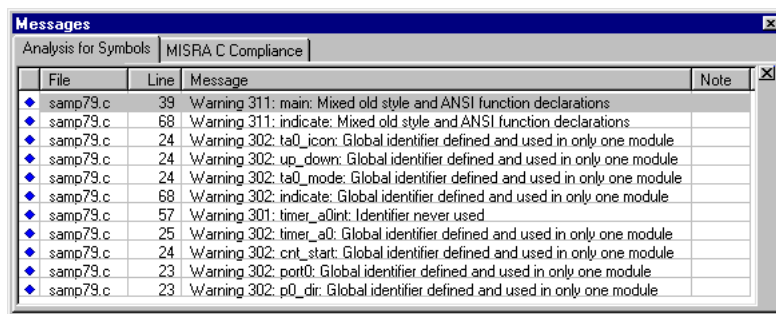 Messages
Analysis for Symbols MISRA C Compliance
File Line Message Note
samp79.c 39 Warning 311: main: Mixed old style and ANSI function declarations
samp79.c 68 Warning 311: indicate: Mixed old style and ANSI function declarations
samp79.c 24 Warning 302: ta0_icon: Global identifier defined and used in only one module
samp79.c 24 Warning 302: up_down: Global identifier defined and used in only one module
samp79.c 24 Warning 302: ta0_mode: Global identifier defined and used in only one module
samp79.c 68 Warning 302: indicate: Global identifier defined and used in only one module
samp79.c 57 Warning 301: timer_a0int: Identifier never used
samp79.c 25 Warning 302: timer_a0: Global identifier defined and used in only one module
samp79.c 24 Warning 302: cnt_start: Global identifier defined and used in only one module
samp79.c 23 Warning 302: port0: Global identifier defined and used in only one module
samp79.c 23 Warning 302: p0_dir: Global identifier defined and used in only one module